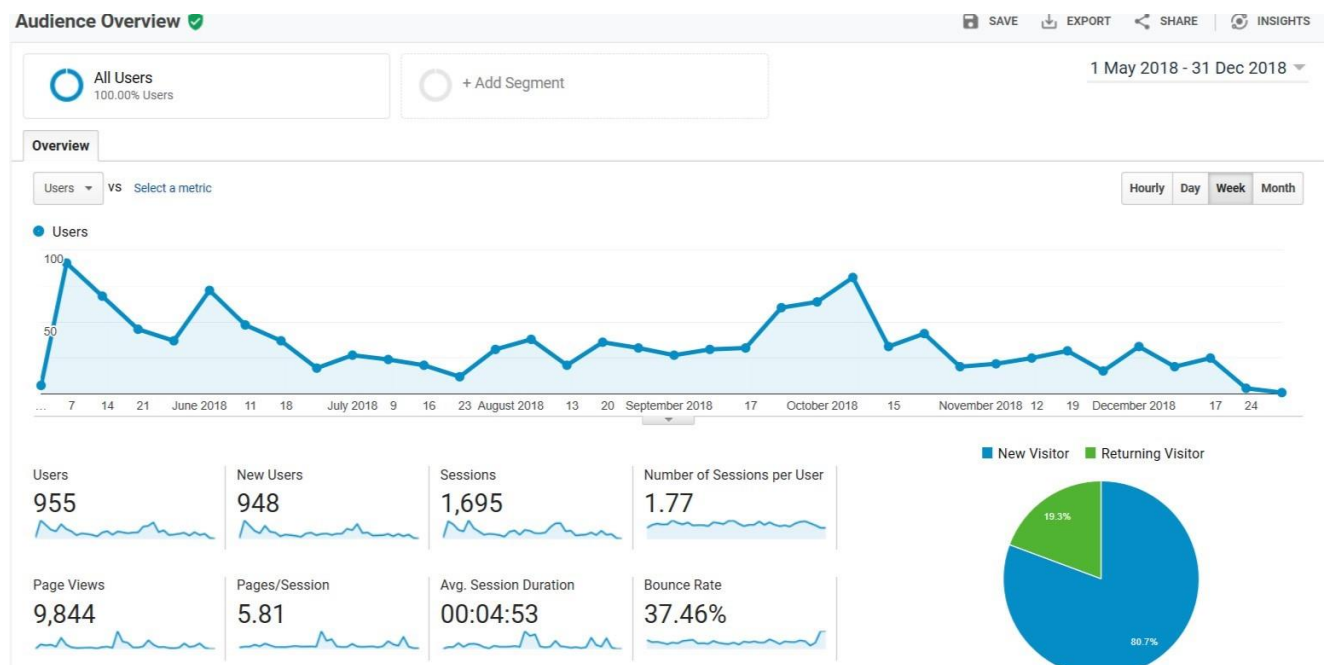 Audience Overview
SAVE EXPORT SHARE INSIGHTS
All Users
100.00% Users
+ Add Segment
1 May 2018 - 31 Dec 2018
Overview
Users VS Select a metric
Hourly Day Week Month
Users
100
50
... 7 14 21 June 2018 11 18 July 2018 9 16 23 August 2018 13 20 September 2018 17 October 2018 15 November 2018 12 19 December 2018 17 24
New Visitor Returning Visitor
Users New Users Sessions Number of Sessions per User
955 948 1,695 1.77
19.3%
Page Views Pages/Session Avg. Session Duration Bounce Rate
9,844 5.81 00:04:53 37.46%
80.7%